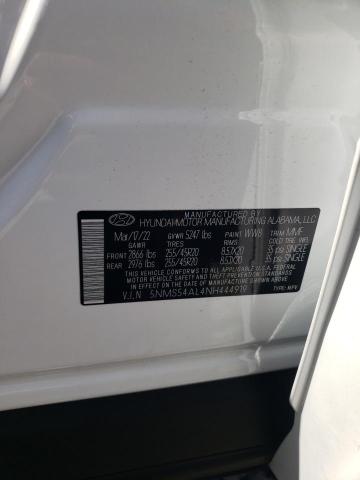 MANUFACTURED BY
HYUNDAI MOTOR MANUFACTURING ALABAMA, LLC
Mar/17/22 GVWR 5247 lbs PAINT WW8 TRIM MMF
GAWR TIRES RIMS COLD TIRE INFL.
FRONT 2866 lbs 255/45R20 8.5JX20 35 psi SINGLE
REAR 2976 lbs 255/45R20 8.5JX20 35 psi SINGLE
THIS VEHICLE CONFORMS TO ALL APPLICABLE
FEDERAL MOTOR VEHICLE SAFETY AND
THEFT PREVENTION STANDARDS IN EFFECT ON
THE DATE OF MANUFACTURE SHOWN ABOVE.
V.I.N 5NMS54AL4NH444919 TYPE: MPV